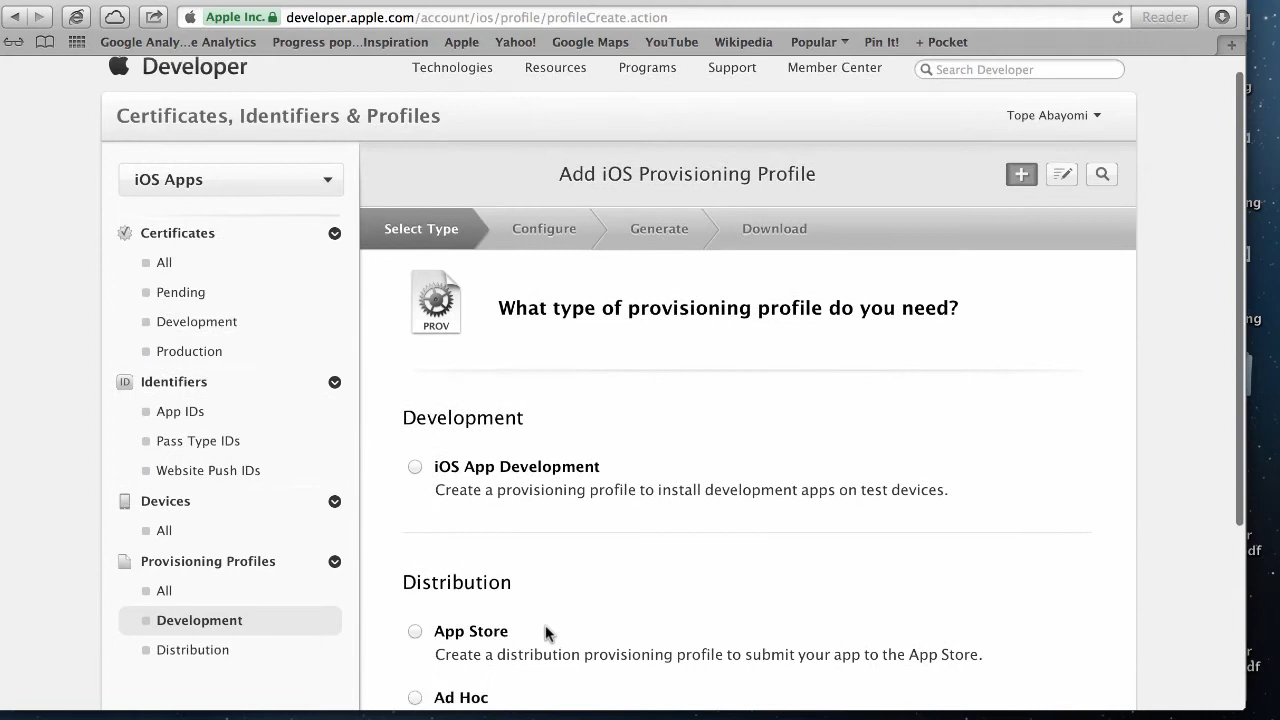 Apple Inc. developer.apple.com/account/ios/profile/profileCreate.action Reader
Google Analy...e Analytics Progress pop...Inspiration Apple Yahoo! Google Maps YouTube Wikipedia Popular Pin It! + Pocket
Developer Technologies Resources Programs Support Member Center Search Developer
Certificates, Identifiers & Profiles Tope Abayomi
iOS Apps
Add iOS Provisioning Profile
Select Type Configure Generate Download
Certificates
All
Pending
Development
Production
ID Identifiers
App IDs
Pass Type IDs
Website Push IDs
Devices
All
Provisioning Profiles
All
Development
Distribution
PROV
What type of provisioning profile do you need?
Development
iOS App Development
Create a provisioning profile to install development apps on test devices.
Distribution
App Store
Create a distribution provisioning profile to submit your app to the App Store.
Ad Hoc